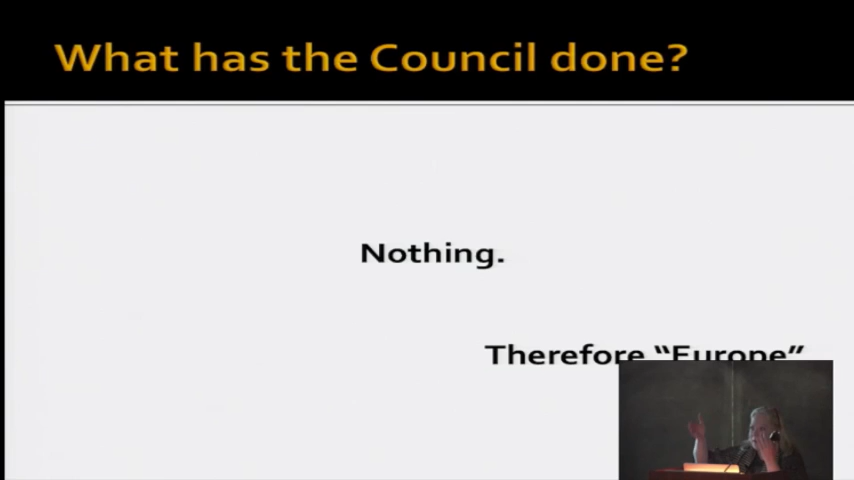 What has the Council done?
Nothing.
Therefore “Europe”